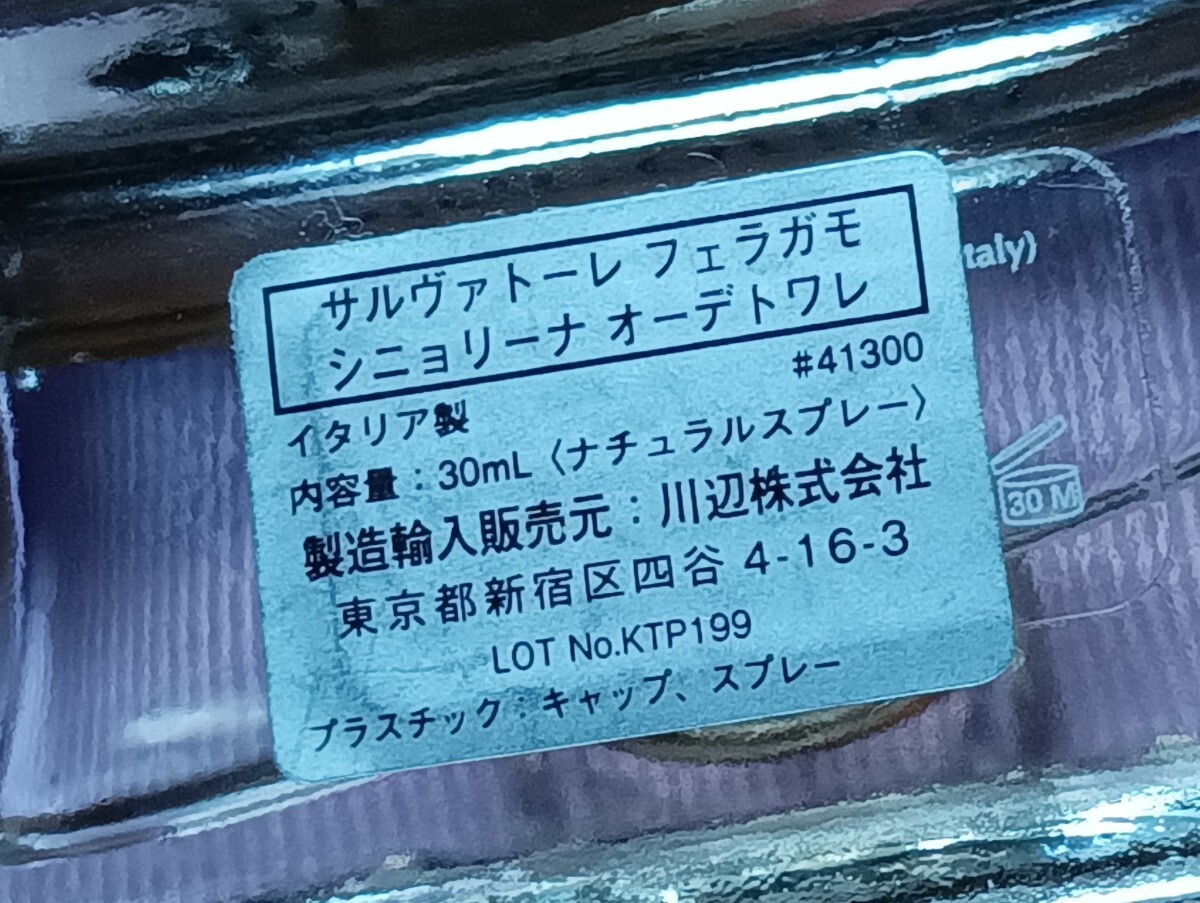 サルヴァトーレ フェラガモ
シニョリーナ オーデトワレ
#41300
イタリア製
内容量：30mL〈ナチュラルスプレー〉
製造輸入販売元：川辺株式会社
東京都新宿区四谷 4-16-3
LOT No.KTP199
プラスチック：キャップ、スプレー
taly)
30 M